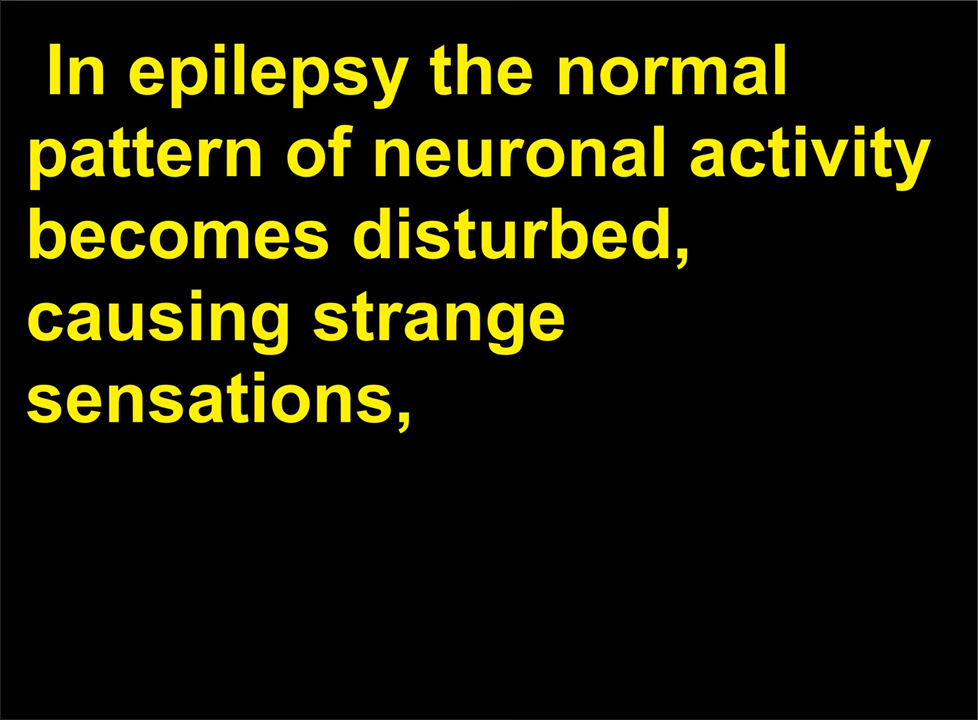 In epilepsy the normal
pattern of neuronal activity
becomes disturbed,
causing strange
sensations,